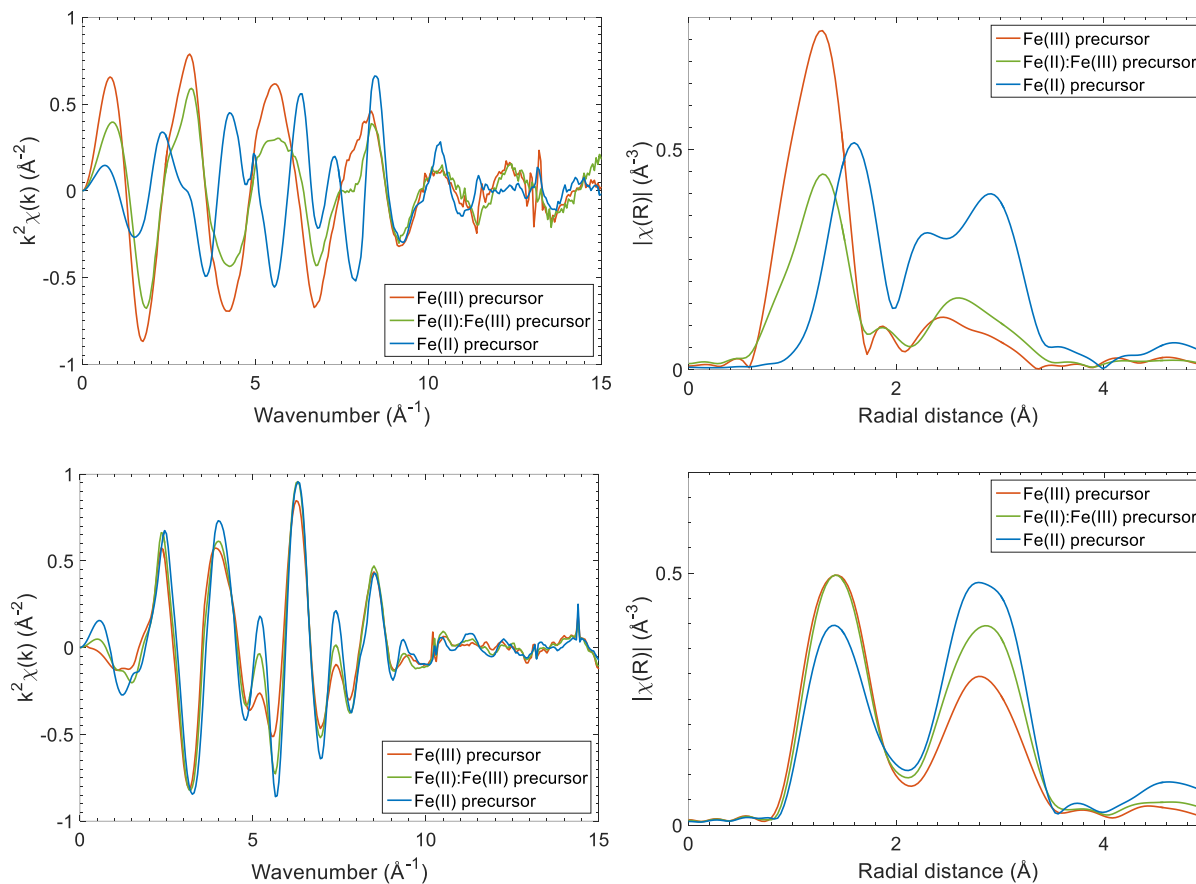 1
0.5
0
-0.5
-1
k²χ(k) (Å⁻²)
0 5 10 15
Wavenumber (Å⁻¹)
Fe(III) precursor
Fe(II):Fe(III) precursor
Fe(II) precursor
0.5
0
|χ(R)| (Å⁻³)
0 2 4
Radial distance (Å)
Fe(III) precursor
Fe(II):Fe(III) precursor
Fe(II) precursor
1
0.5
0
-0.5
-1
k²χ(k) (Å⁻²)
0 5 10 15
Wavenumber (Å⁻¹)
Fe(III) precursor
Fe(II):Fe(III) precursor
Fe(II) precursor
0.5
0
|χ(R)| (Å⁻³)
0 2 4
Radial distance (Å)
Fe(III) precursor
Fe(II):Fe(III) precursor
Fe(II) precursor